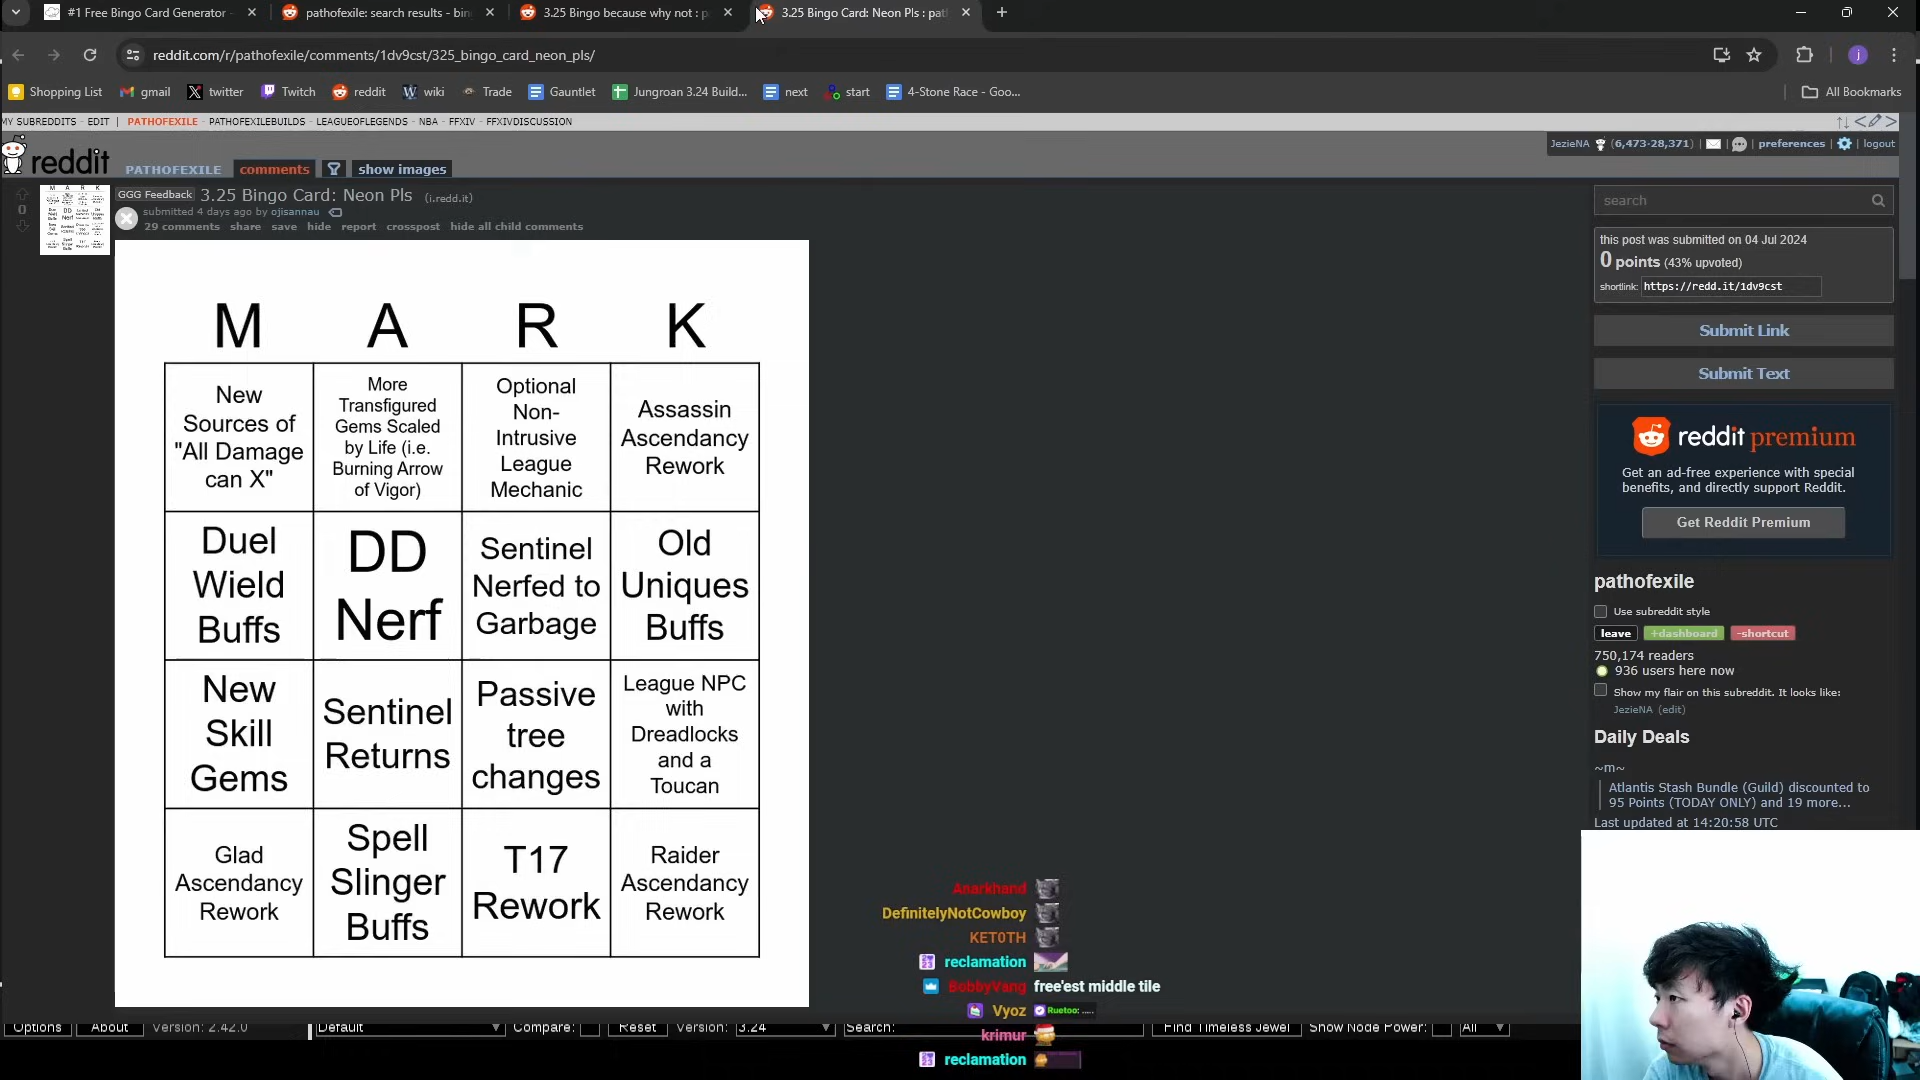 #1 Free Bingo Card Generator
pathofexile: search results - bin
3.25 Bingo because why not : p
3.25 Bingo Card: Neon Pls : pat
reddit.com/r/pathofexile/comments/1dv9cst/325_bingo_card_neon_pls/
j
Shopping List
gmail
twitter
Twitch
reddit
wiki
Trade
Gauntlet
Jungroan 3.24 Build...
next
start
4-Stone Race - Goo...
All Bookmarks
MY SUBREDDITS - EDIT | PATHOFEXILE - PATHOFEXILEBUILDS - LEAGUEOFLEGENDS - NBA - FFXIV - FFXIVDISCUSSION
reddit PATHOFEXILE comments show images
JezieNA (6,473·28,371) | preferences | logout
GGG Feedback 3.25 Bingo Card: Neon Pls (i.redd.it)
0
submitted 4 days ago by ojisannau
29 comments share save hide report crosspost hide all child comments
M A R K
New
Sources of
"All Damage
can X"
More
Transfigured
Gems Scaled
by Life (i.e.
Burning Arrow
of Vigor)
Optional
Non-
Intrusive
League
Mechanic
Assassin
Ascendancy
Rework
Duel
Wield
Buffs
DD
Nerf
Sentinel
Nerfed to
Garbage
Old
Uniques
Buffs
New
Skill
Gems
Sentinel
Returns
Passive
tree
changes
League NPC
with
Dreadlocks
and a
Toucan
Glad
Ascendancy
Rework
Spell
Slinger
Buffs
T17
Rework
Raider
Ascendancy
Rework
search
this post was submitted on 04 Jul 2024
0 points (43% upvoted)
shortlink: https://redd.it/1dv9cst
Submit Link
Submit Text
reddit premium
Get an ad-free experience with special
benefits, and directly support Reddit.
Get Reddit Premium
pathofexile
Use subreddit style
leave +dashboard -shortcut
750,174 readers
936 users here now
Show my flair on this subreddit. It looks like:
JezieNA (edit)
Daily Deals
~m~
Atlantis Stash Bundle (Guild) discounted to
95 Points (TODAY ONLY) and 19 more...
Last updated at 14:20:58 UTC
Anarkhand
DefinitelyNotCowboy
KET0TH
reclamation
BobbyVang free'est middle tile
Vyoz Ruetoo: .....
krimur
reclamation
Options About Version: 2.42.0 Default Compare: Reset Version: 3.24 Search: Find Timeless Jewel Show Node Power: All